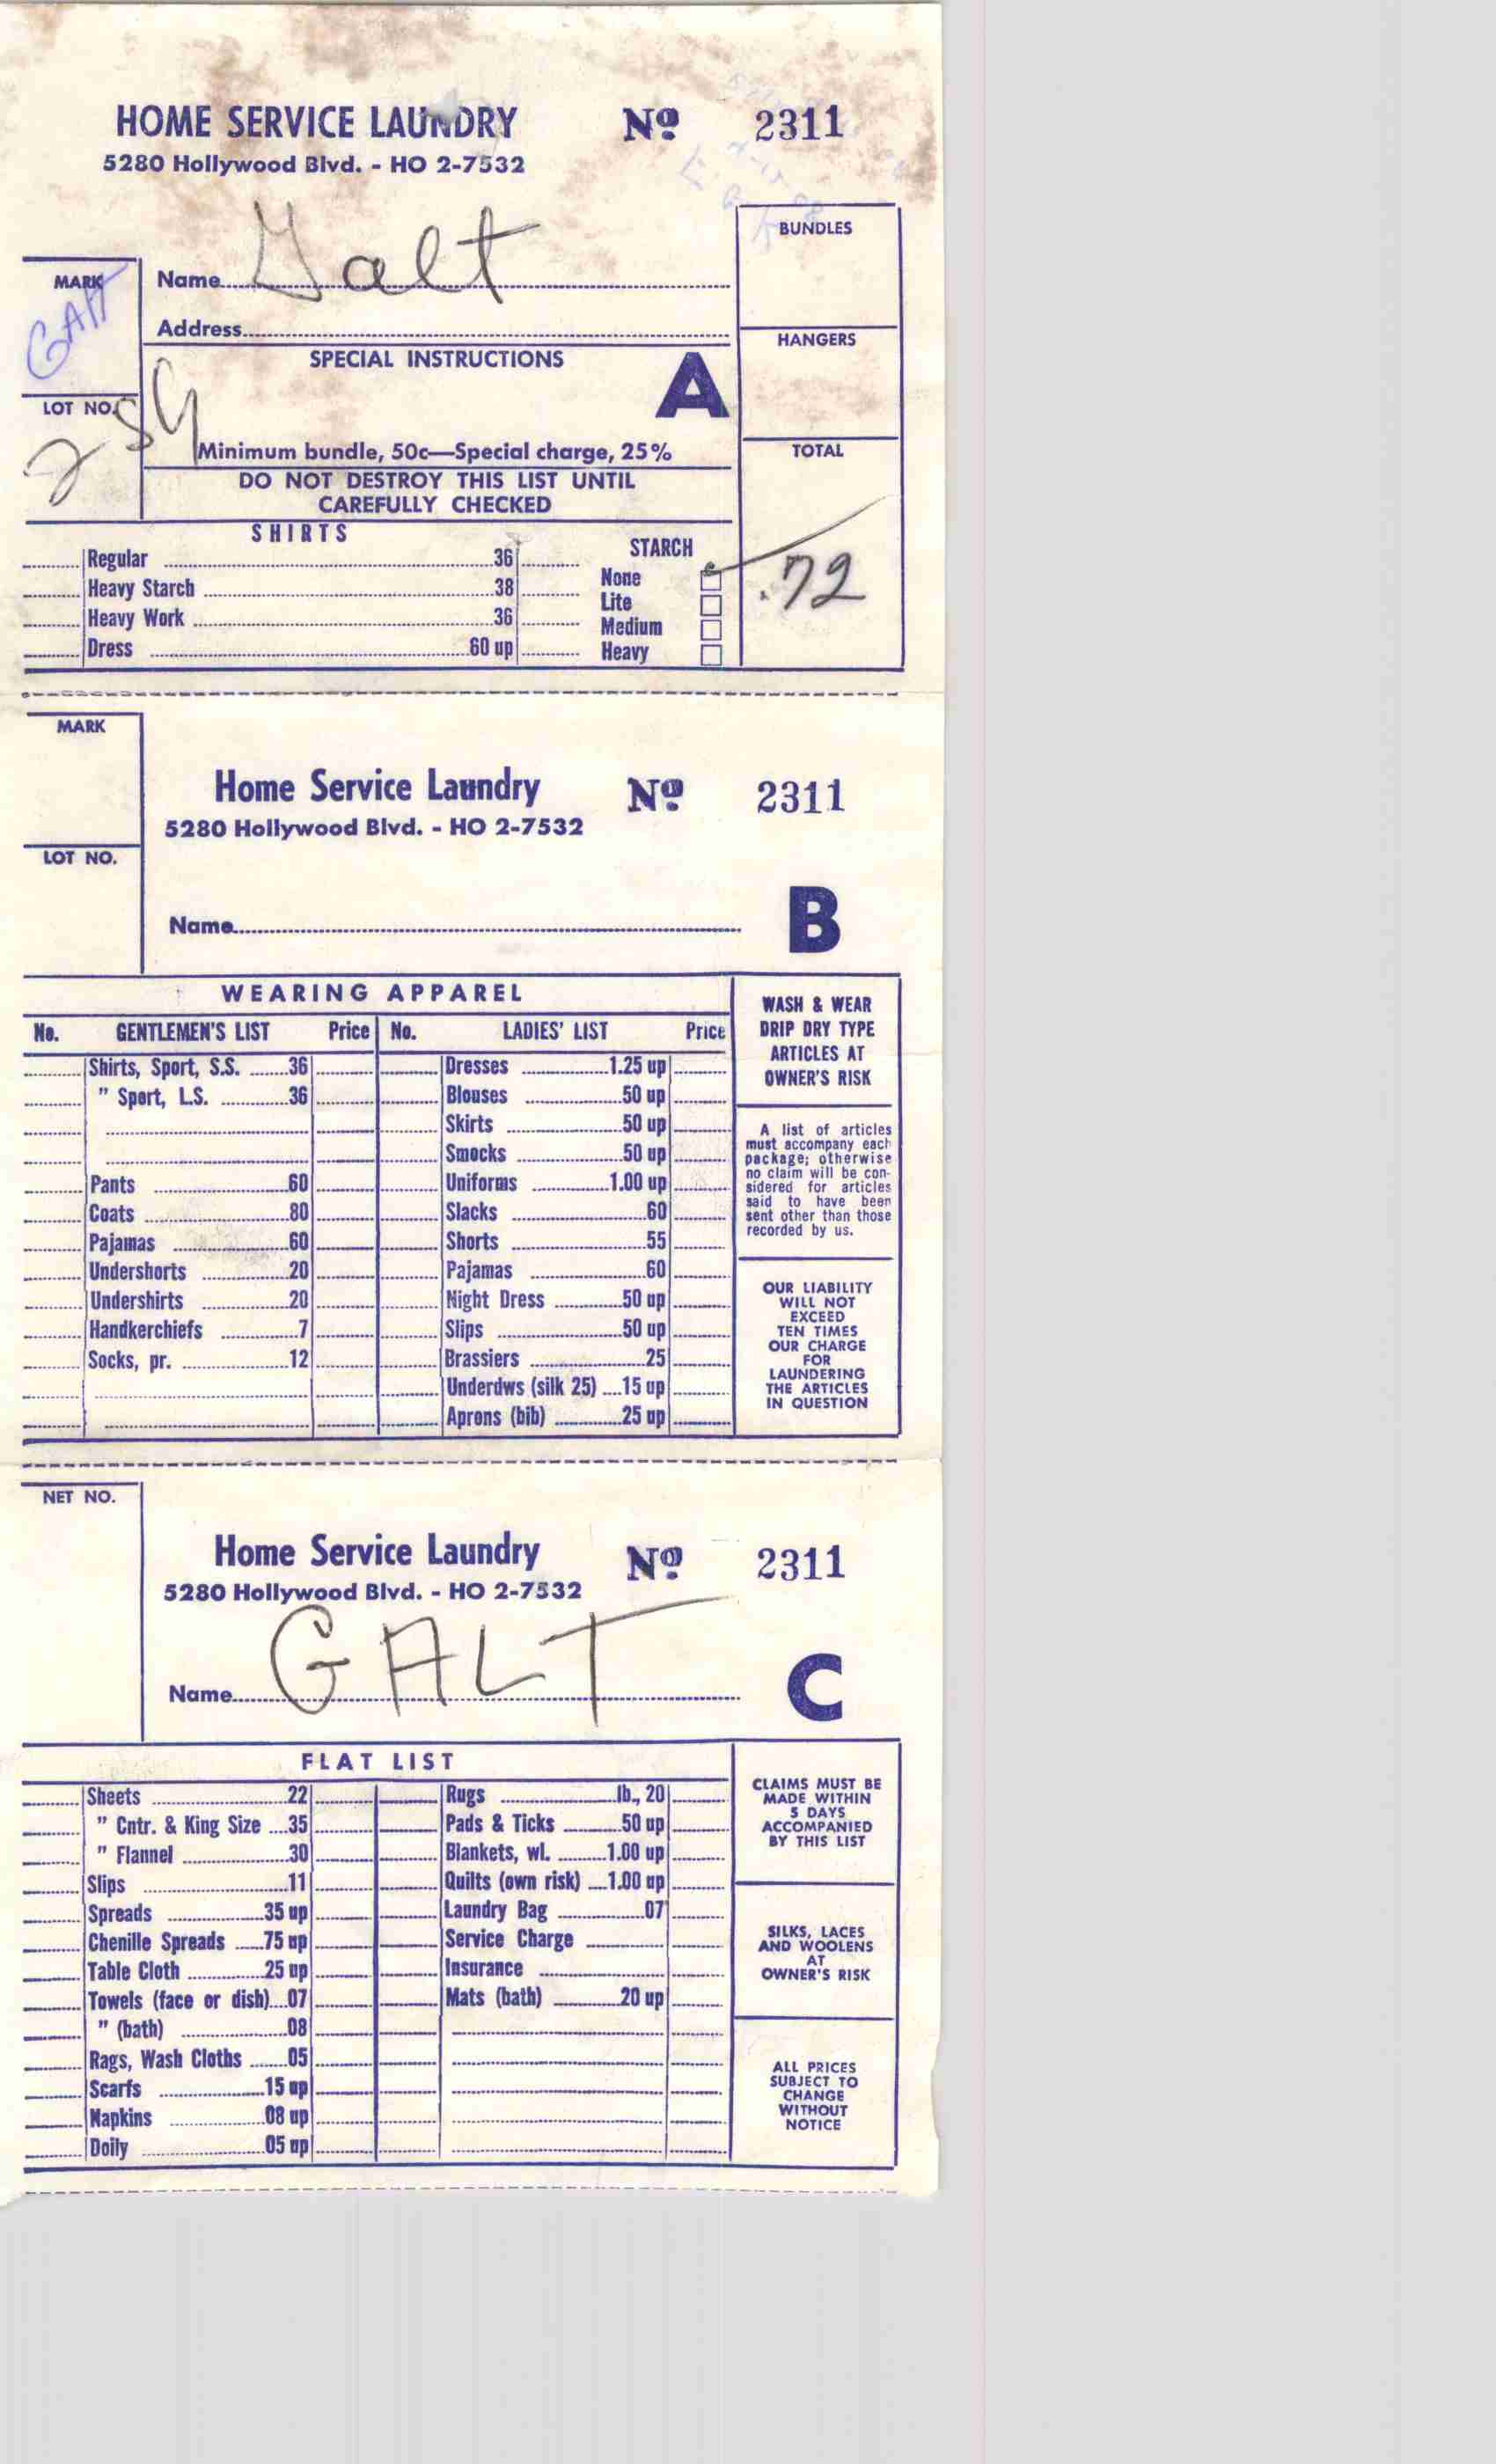 HOME SERVICE LAUNDRY Nº 2311
5280 Hollywood Blvd. - HO 2-7532
BUNDLES
MARK
GAlT
Name Galt
Address
HANGERS
SPECIAL INSTRUCTIONS
A
LOT NO.
254
Minimum bundle, 50c—Special charge, 25%
TOTAL
DO NOT DESTROY THIS LIST UNTIL
CAREFULLY CHECKED
SHIRTS
STARCH
Regular 36
None
.72
Heavy Starch 38
Lite
Heavy Work 36
Medium
Dress 60 up
Heavy
MARK
Home Service Laundry Nº 2311
5280 Hollywood Blvd. - HO 2-7532
LOT NO.
Name
B
WEARING APPAREL
No. GENTLEMEN'S LIST Price No. LADIES' LIST Price
Shirts, Sport, S.S. 36 Dresses 1.25 up
" Sport, L.S. 36 Blouses 50 up
Skirts 50 up
Smocks 50 up
Pants 60 Uniforms 1.00 up
Coats 80 Slacks 60
Pajamas 60 Shorts 55
Undershorts 20 Pajamas 60
Undershirts 20 Night Dress 50 up
Handkerchiefs 7 Slips 50 up
Socks, pr. 12 Brassiers 25
Underdws (silk 25) 15 up
Aprons (bib) 25 up
WASH & WEAR
DRIP DRY TYPE
ARTICLES AT
OWNER'S RISK
A list of articles
must accompany each
package; otherwise
no claim will be con-
sidered for articles
said to have been
sent other than those
recorded by us.
OUR LIABILITY
WILL NOT
EXCEED
TEN TIMES
OUR CHARGE
FOR
LAUNDERING
THE ARTICLES
IN QUESTION
NET NO.
Home Service Laundry Nº 2311
5280 Hollywood Blvd. - HO 2-7532
Name GALT
C
FLAT LIST
Sheets 22 Rugs lb., 20
" Cntr. & King Size 35 Pads & Ticks 50 up
" Flannel 30 Blankets, wl. 1.00 up
Slips 11 Quilts (own risk) 1.00 up
Spreads 35 up Laundry Bag 07
Chenille Spreads 75 up Service Charge
Table Cloth 25 up Insurance
Towels (face or dish) 07 Mats (bath) 20 up
" (bath) 08
Rags, Wash Cloths 05
Scarfs 15 up
Napkins 08 up
Doily 05 up
CLAIMS MUST BE
MADE WITHIN
5 DAYS
ACCOMPANIED
BY THIS LIST
SILKS, LACES
AND WOOLENS
AT
OWNER'S RISK
ALL PRICES
SUBJECT TO
CHANGE
WITHOUT
NOTICE